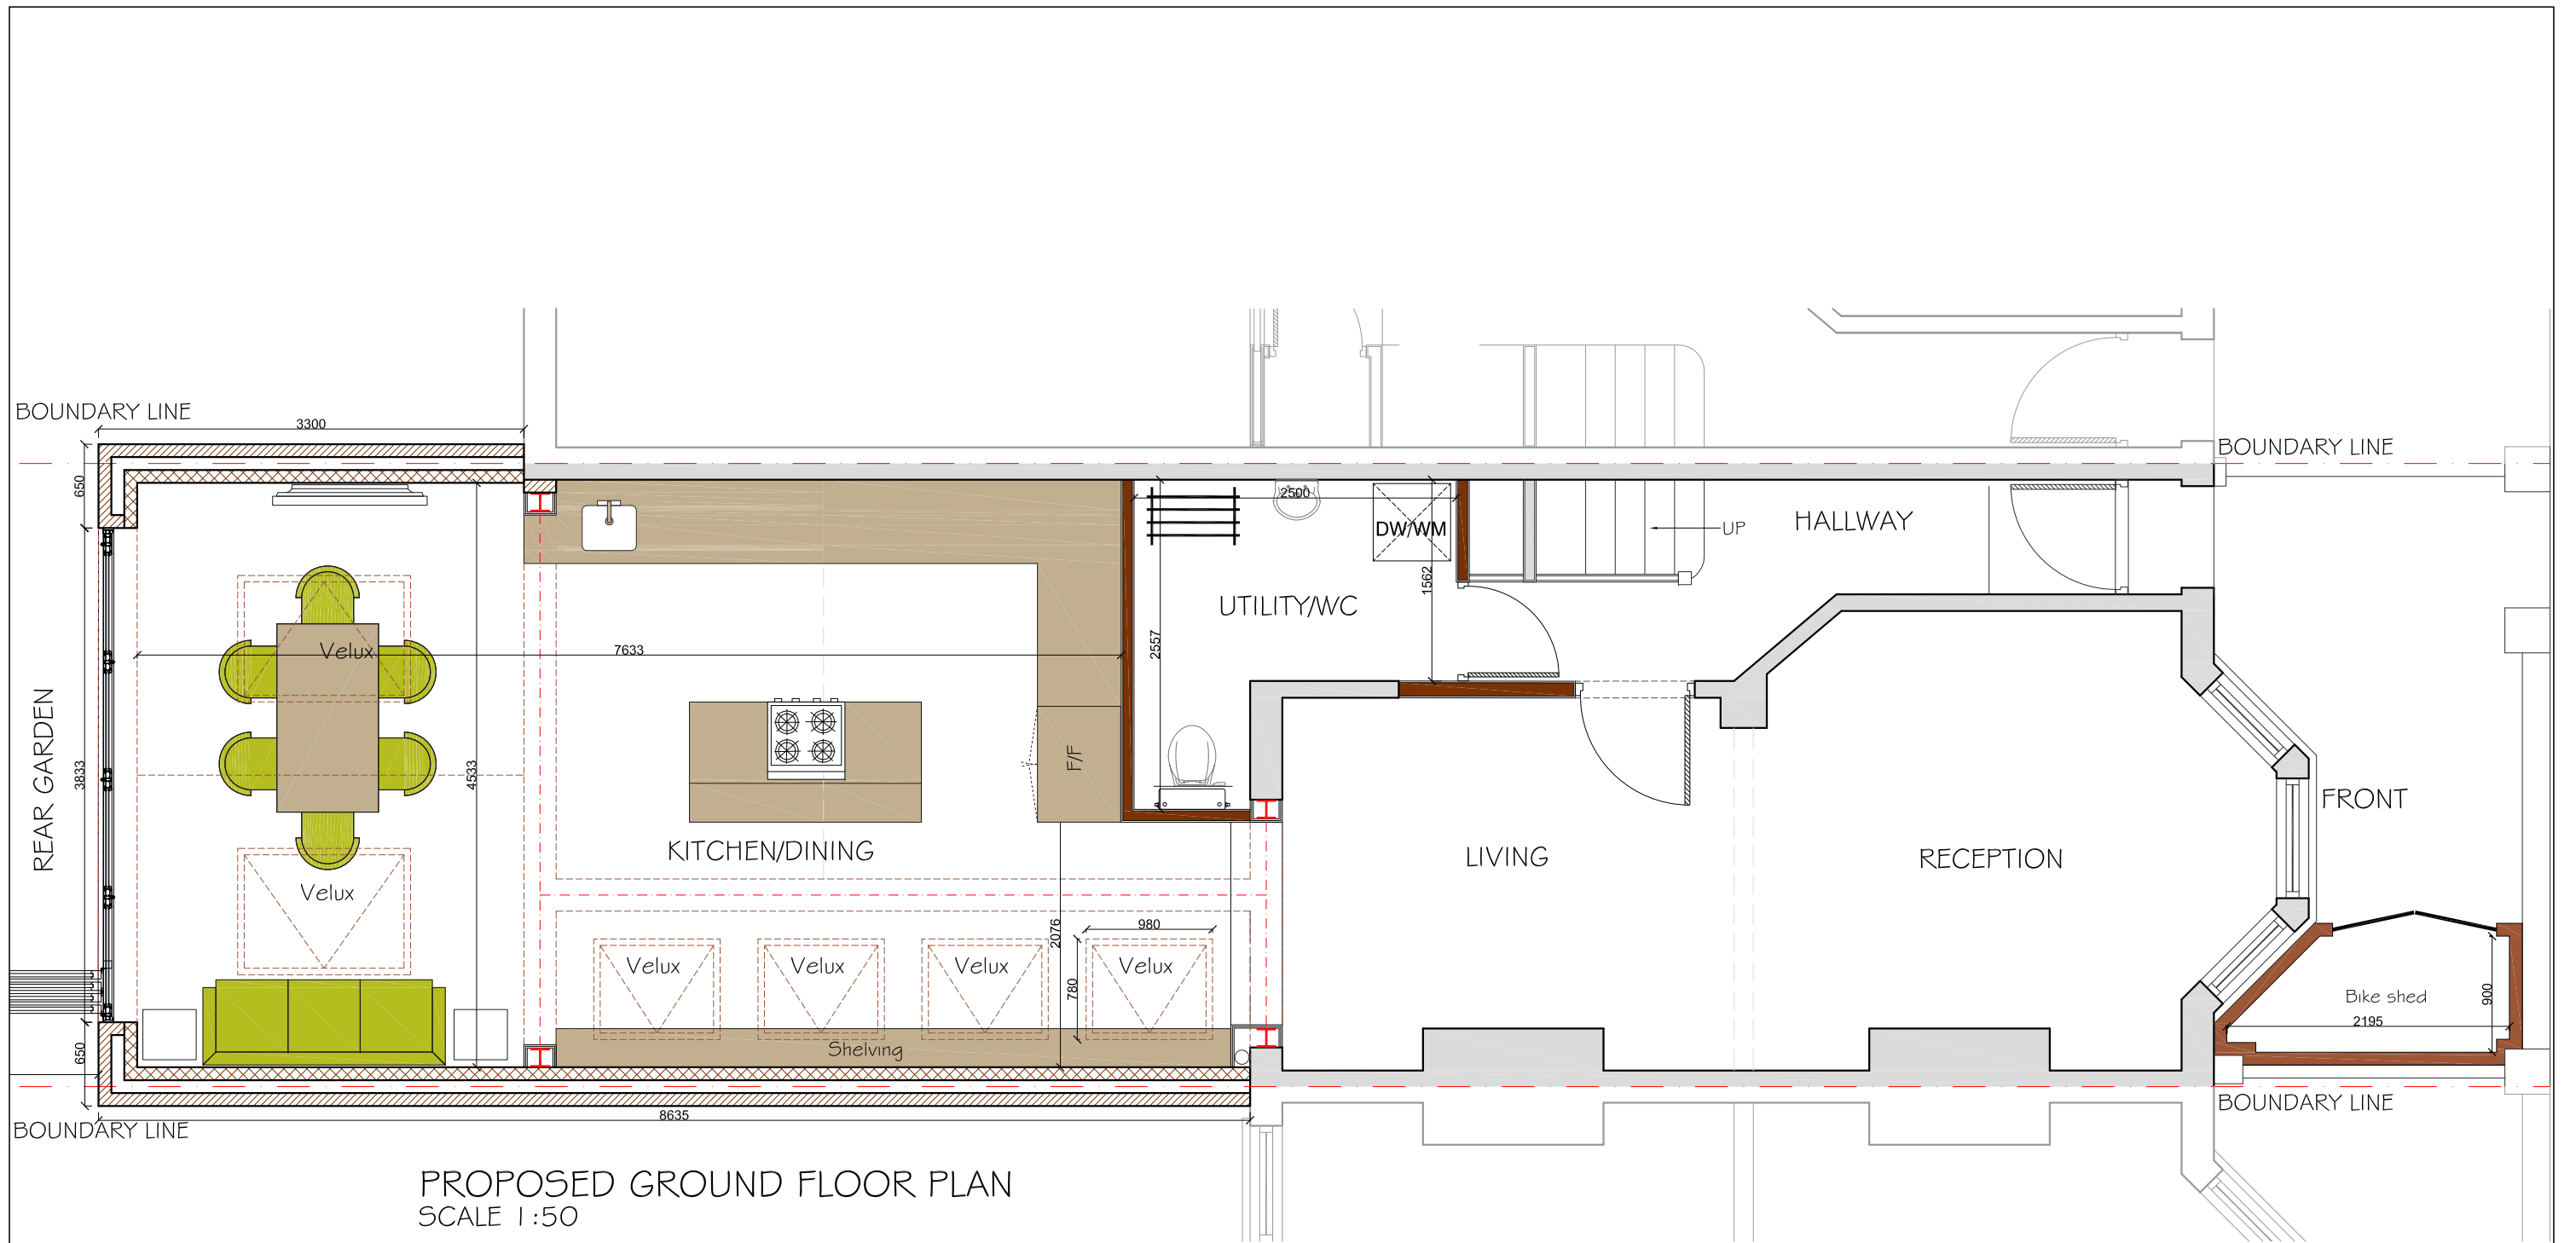 BOUNDARY LINE
3300
BOUNDARY LINE
650
2500
DW/WM
HALLWAY
UP
1562
UTILITY/WC
2557
Velux
7633
REAR GARDEN
3833
4533
F/F
FRONT
KITCHEN/DINING
LIVING
RECEPTION
Velux
2076
980
Velux
Velux
Velux
Velux
780
Bike shed
900
2195
Shelving
650
8635
BOUNDARY LINE
BOUNDARY LINE
PROPOSED GROUND FLOOR PLAN
SCALE 1:50